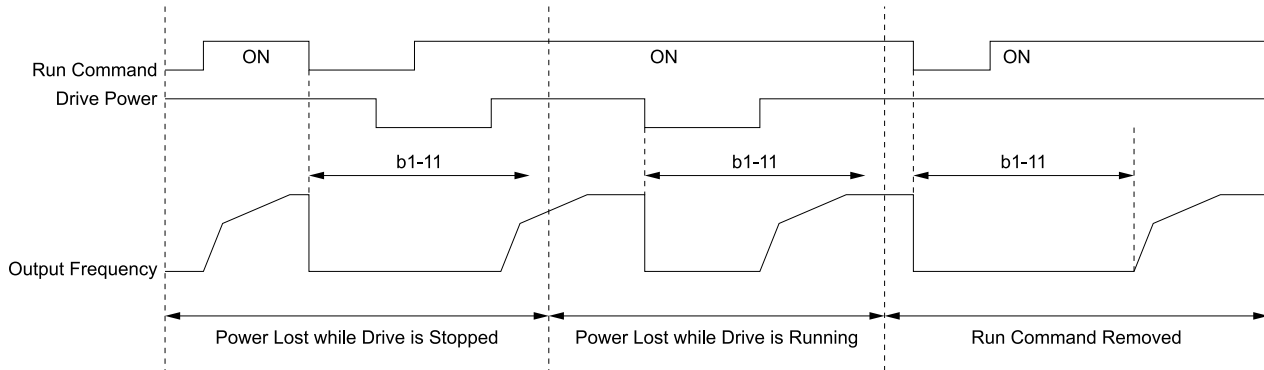 ON
ON
ON
Run Command
Drive Power
b1-11
b1-11
b1-11
Output Frequency
Power Lost while Drive is Stopped
Power Lost while Drive is Running
Run Command Removed